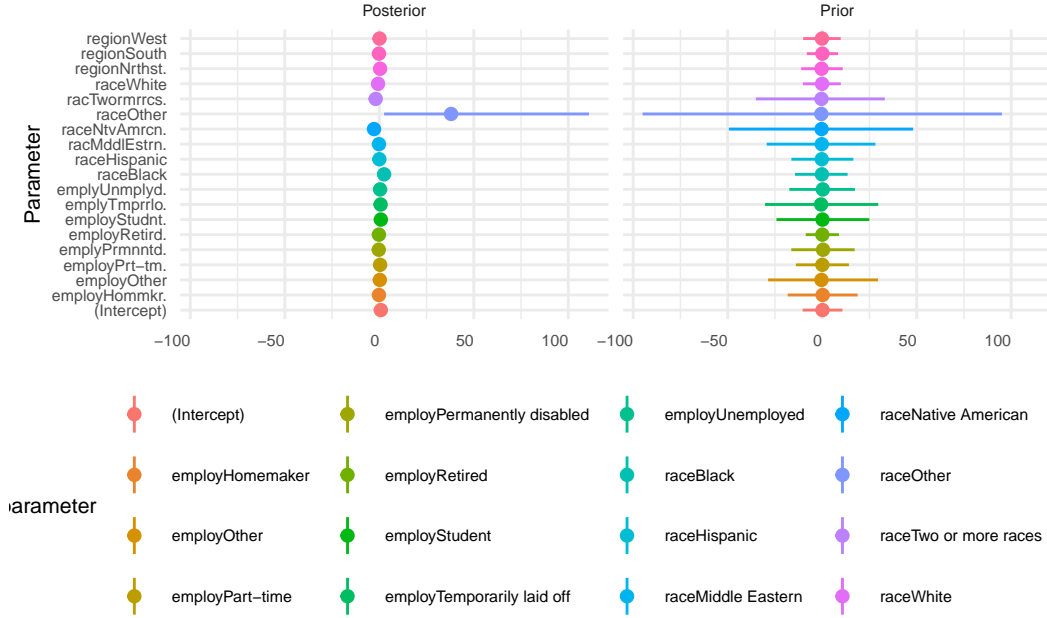 Posterior Prior
regionWest
regionSouth
regionNrthst.
raceWhite
racTwormrrcs.
raceOther
raceNtvAmrcn.
racMddlEstrn.
raceHispanic
raceBlack
emplyUnmplyd.
emplyTmprrlo.
employStudnt.
employRetird.
emplyPrmnntd.
employPrt−tm.
employOther
employHommkr.
(Intercept)
Parameter
−100 −50 0 50 100 −100 −50 0 50 100
(Intercept) employPermanently disabled employUnemployed raceNative American
employHomemaker employRetired raceBlack raceOther
parameter
employOther employStudent raceHispanic raceTwo or more races
employPart−time employTemporarily laid off raceMiddle Eastern raceWhite